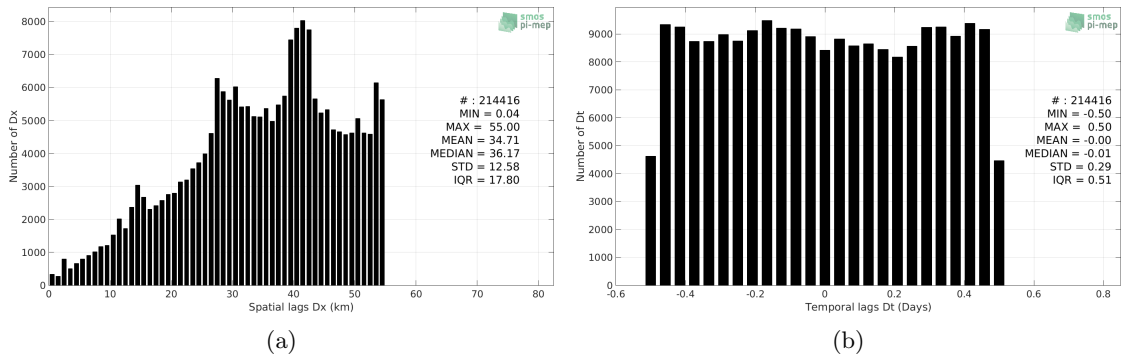 8000
7000
6000
5000
4000
3000
2000
1000
0
Number of Dx
0 10 20 30 40 50 60 70 80
Spatial lags Dx (km)
smos
pi-mep
# : 214416
MIN = 0.04
MAX = 55.00
MEAN = 34.71
MEDIAN = 36.17
STD = 12.58
IQR = 17.80
(a)
9000
8000
7000
6000
5000
4000
3000
2000
1000
0
Number of Dt
-0.6 -0.4 -0.2 0 0.2 0.4 0.6 0.8
Temporal lags Dt (Days)
smos
pi-mep
# : 214416
MIN = -0.50
MAX = 0.50
MEAN = -0.00
MEDIAN = -0.01
STD = 0.29
IQR = 0.51
(b)